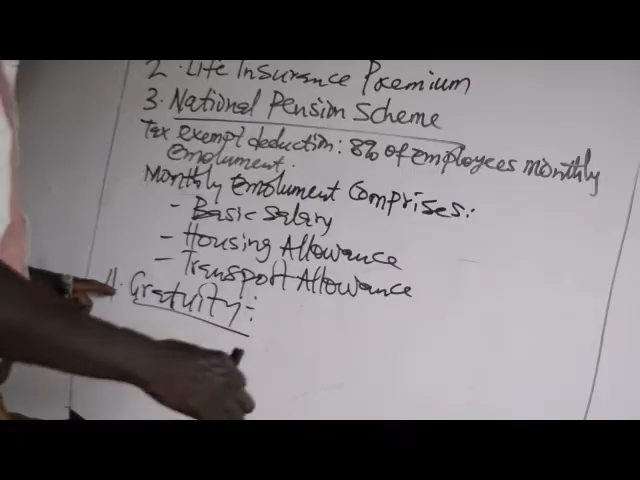 2. Life Insurance Premium
3. National Pension Scheme
Tax exempt deduction: 8% of employees monthly
Emolument.
Monthly Emolument Comprises:
- Basic Salary
- Housing Allowance
- Transport Allowance
4. Gratuity: